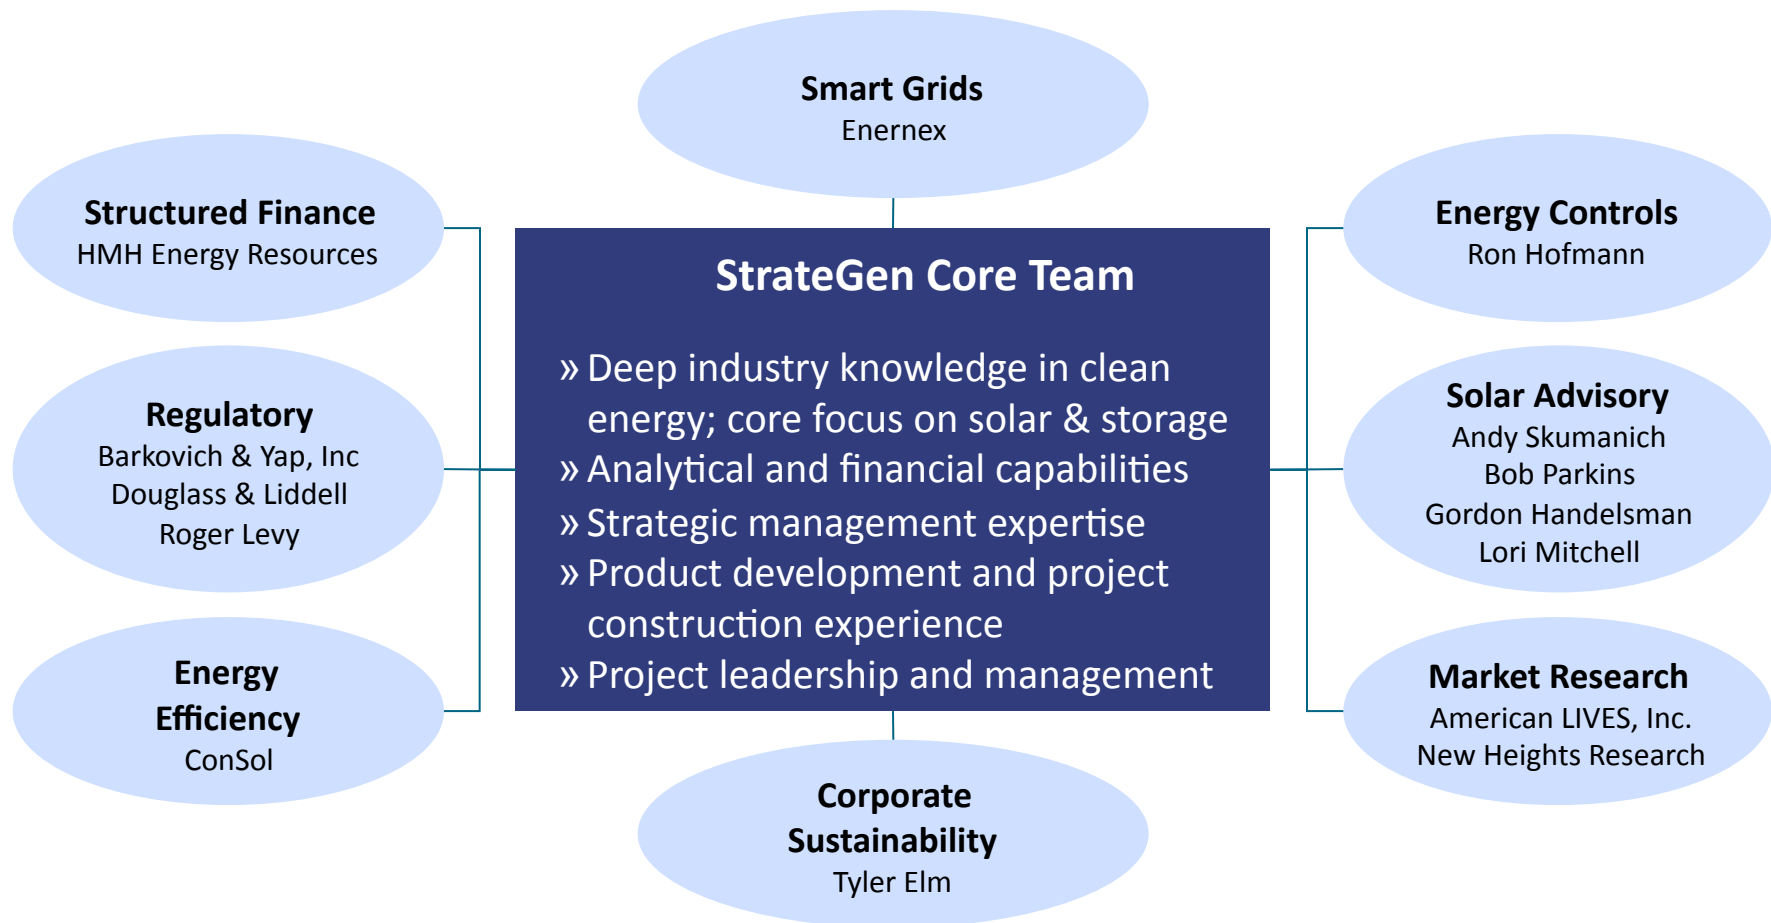 Smart Grids
Enernex
Structured Finance
HMH Energy Resources
Regulatory
Barkovich & Yap, Inc
Douglass & Liddell
Roger Levy
Energy
Efficiency
ConSol
StrateGen Core Team
» Deep industry knowledge in clean
energy; core focus on solar & storage
» Analytical and financial capabilities
» Strategic management expertise
» Product development and project
construction experience
» Project leadership and management
Energy Controls
Ron Hofmann
Solar Advisory
Andy Skumanich
Bob Parkins
Gordon Handelsman
Lori Mitchell
Market Research
American LIVES, Inc.
New Heights Research
Corporate
Sustainability
Tyler Elm